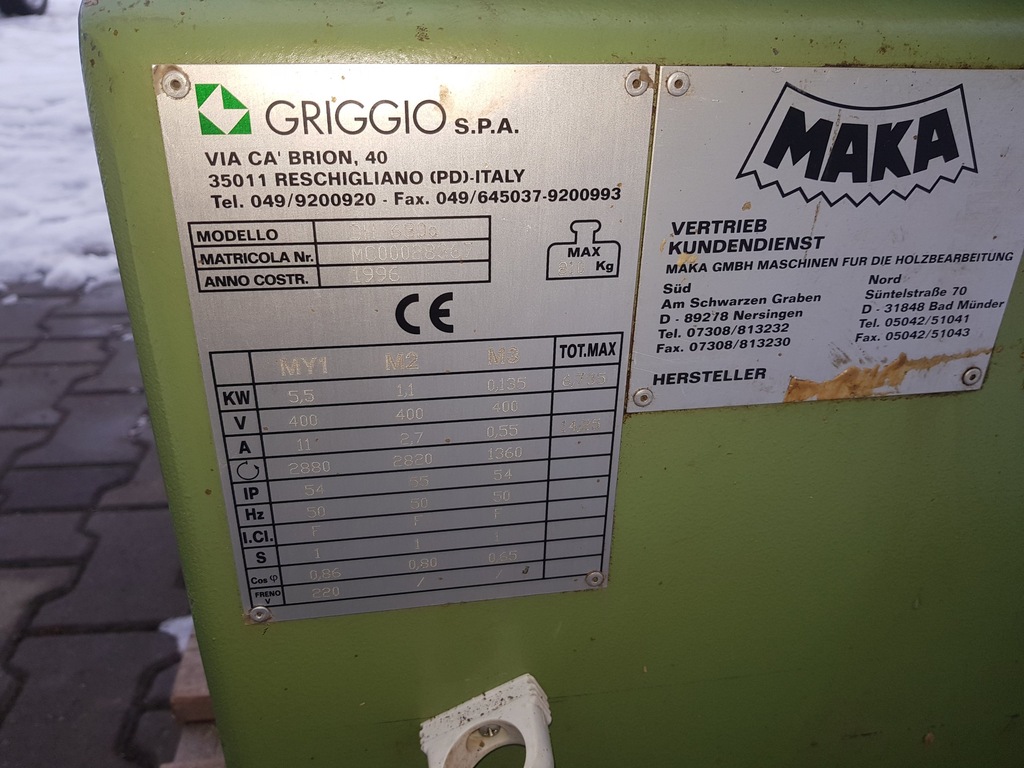 GRIGGIO S.P.A.
VIA CA' BRION, 40
35011 RESCHIGLIANO (PD)-ITALY
Tel. 049/9200920 - Fax. 049/645037-9200993
MODELLO
MATRICOLA Nr.
ANNO COSTR. 1996
MAX
Kg
CE
MY1 M2 M3 TOT.MAX
KW 5,5 1,1 0,135
V 400 400 400
A 11 2,7 0,55
2880 2820 1360
IP 54 55 54
Hz 50 50 50
I.Cl. F F F
S 1 1 1
Cos φ 0,86 0,80 0,65
FRENO V 220 / /
MAKA
VERTRIEB
KUNDENDIENST
MAKA GMBH MASCHINEN FUR DIE HOLZBEARBEITUNG
Süd
Am Schwarzen Graben
D - 89278 Nersingen
Tel. 07308/813232
Fax. 07308/813230
Nord
Süntelstraße 70
D - 31848 Bad Münder
Tel. 05042/51041
Fax. 05042/51043
HERSTELLER